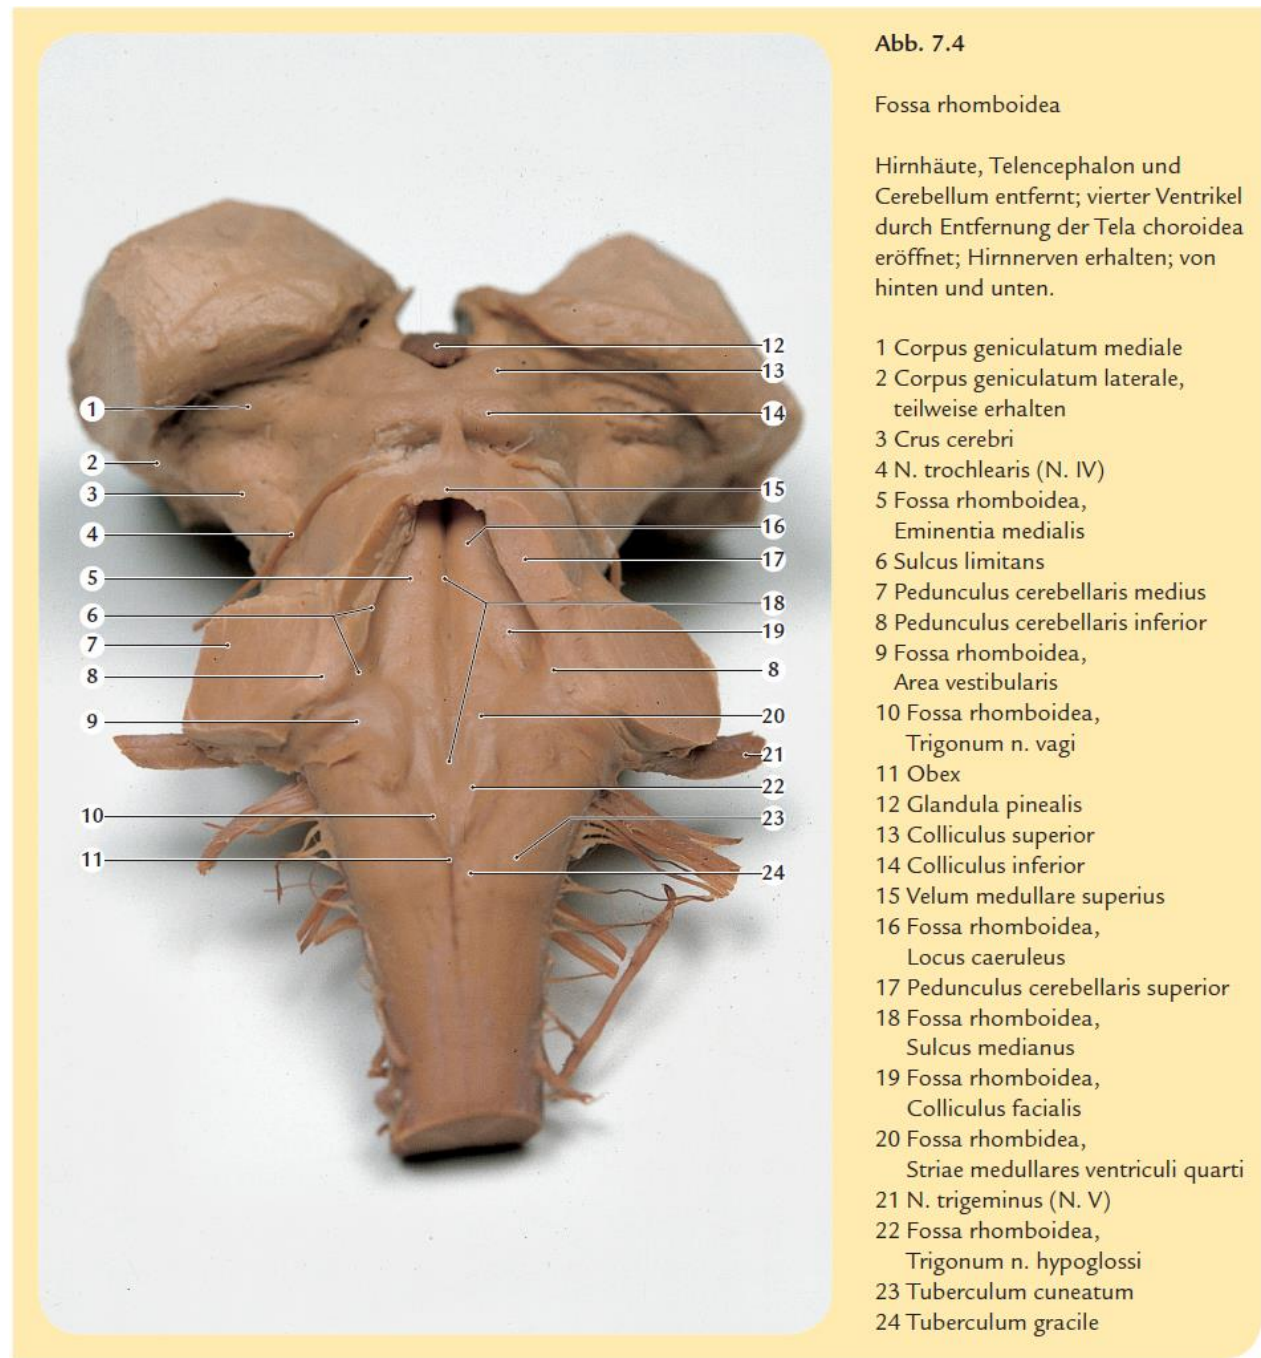 Abb. 7.4
Fossa rhomboidea
Hirnhäute, Telencephalon und
Cerebellum entfernt; vierter Ventrikel
durch Entfernung der Tela choroidea
eröffnet; Hirnnerven erhalten; von
hinten und unten.
1 Corpus geniculatum mediale
2 Corpus geniculatum laterale,
teilweise erhalten
3 Crus cerebri
4 N. trochlearis (N. IV)
5 Fossa rhomboidea,
Eminentia medialis
6 Sulcus limitans
7 Pedunculus cerebellaris medius
8 Pedunculus cerebellaris inferior
9 Fossa rhomboidea,
Area vestibularis
10 Fossa rhomboidea,
Trigonum n. vagi
11 Obex
12 Glandula pinealis
13 Colliculus superior
14 Colliculus inferior
15 Velum medullare superius
16 Fossa rhomboidea,
Locus caeruleus
17 Pedunculus cerebellaris superior
18 Fossa rhomboidea,
Sulcus medianus
19 Fossa rhomboidea,
Colliculus facialis
20 Fossa rhombidea,
Striae medullares ventriculi quarti
21 N. trigeminus (N. V)
22 Fossa rhomboidea,
Trigonum n. hypoglossi
23 Tuberculum cuneatum
24 Tuberculum gracile
1
2
3
4
5
6
7
8
9
10
11
12
13
14
15
16
17
18
19
8
20
21
22
23
24